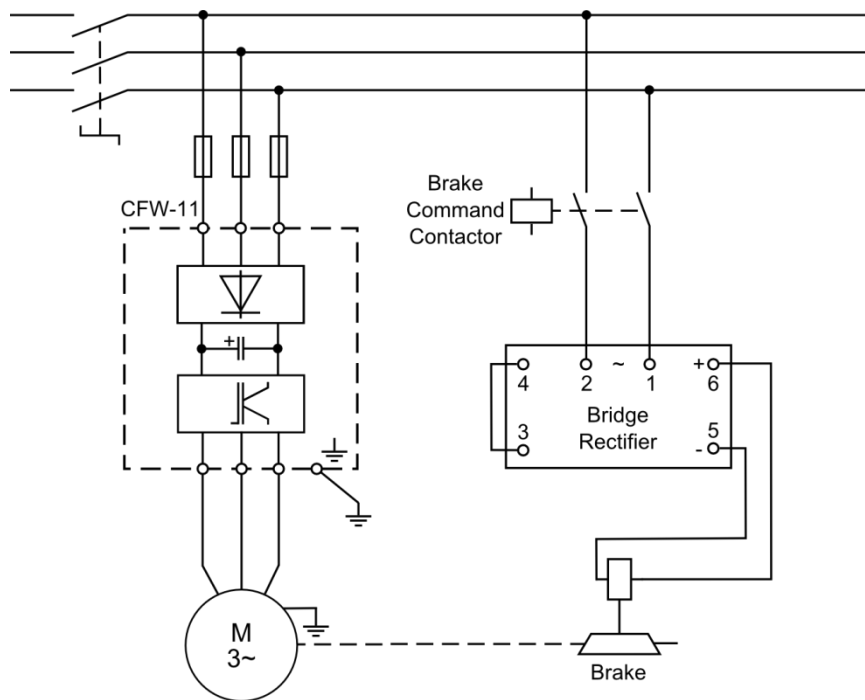 CFW-11
Brake
Command
Contactor
+
4
2
~
1
+
6
Bridge
Rectifier
3
5
-
M
3~
Brake